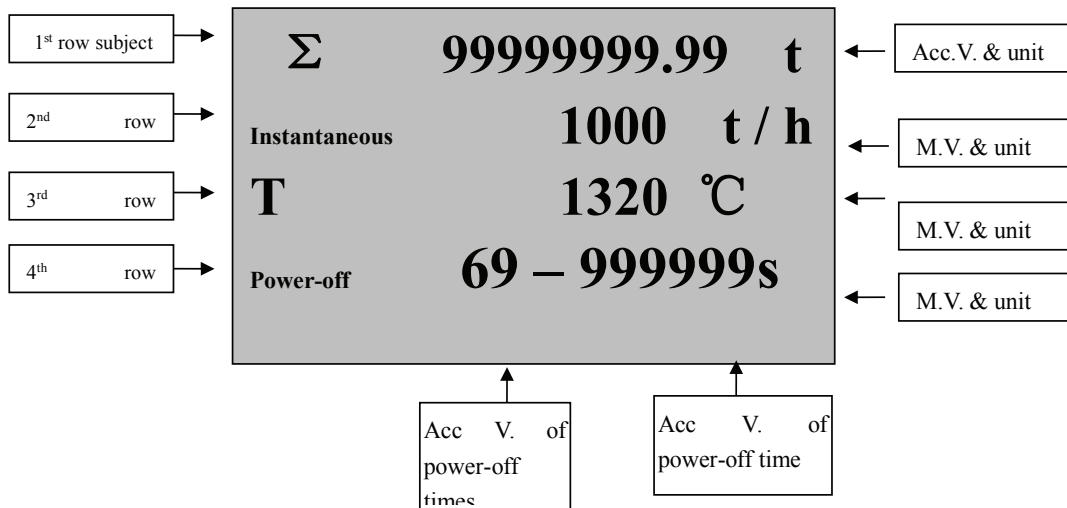 1st row subject
Σ 99999999.99 t
Acc.V. & unit
2nd row
Instantaneous 1000 t / h
M.V. & unit
3rd row
T 1320 ℃
M.V. & unit
4th row
Power-off 69 – 999999s
M.V. & unit
Acc V. of
power-off
times
Acc V. of
power-off time